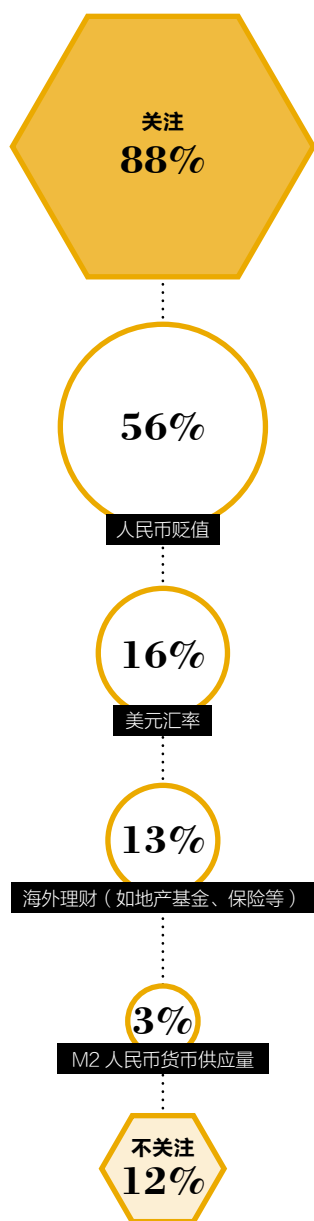 关注
88%
56%
人民币贬值
16%
美元汇率
13%
海外理财（如地产基金、保险等）
3%
M2 人民币货币供应量
不关注
12%